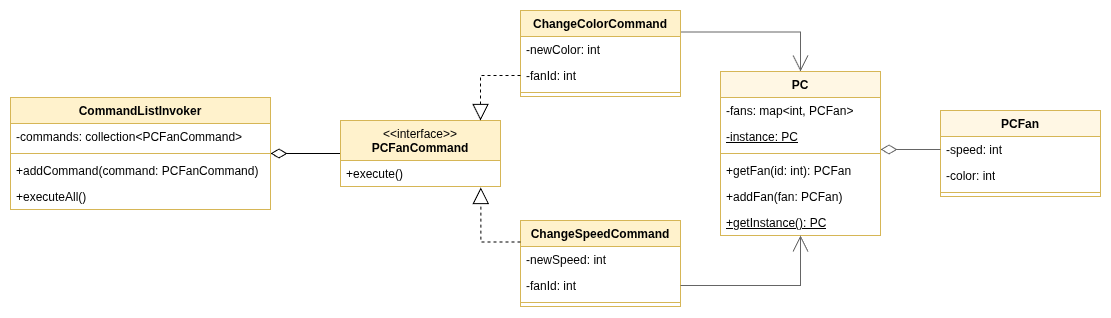 CommandListInvoker
-commands: collection<PCFanCommand>
+addCommand(command: PCFanCommand)
+executeAll()
<<interface>>
PCFanCommand
+execute()
ChangeColorCommand
-newColor: int
-fanId: int
ChangeSpeedCommand
-newSpeed: int
-fanId: int
PC
-fans: map<int, PCFan>
-instance: PC
+getFan(id: int): PCFan
+addFan(fan: PCFan)
+getInstance(): PC
PCFan
-speed: int
-color: int